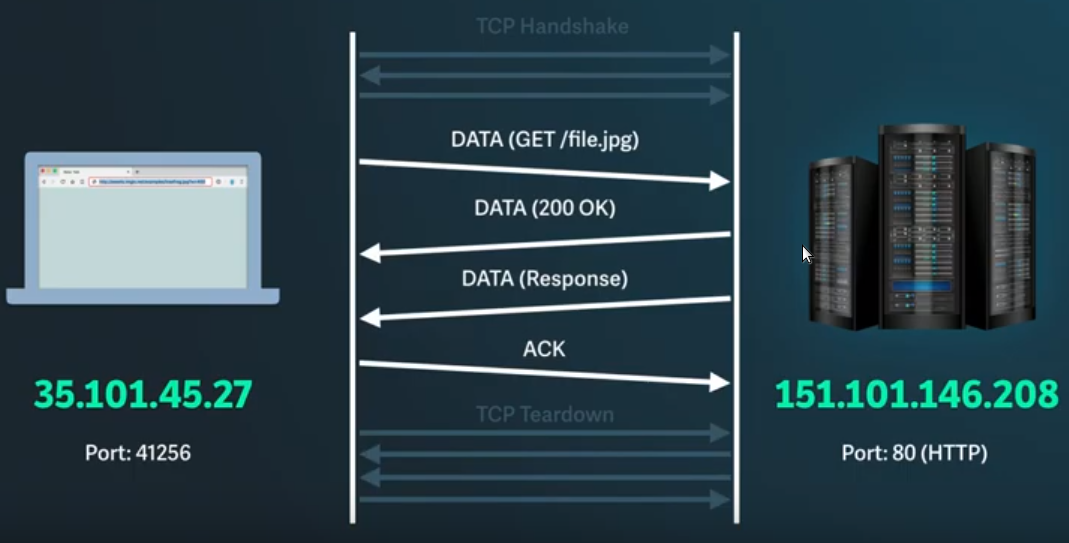 TCP Handshake
DATA (GET /file.jpg)
DATA (200 OK)
DATA (Response)
ACK
TCP Teardown
35.101.45.27
Port: 41256
151.101.146.208
Port: 80 (HTTP)